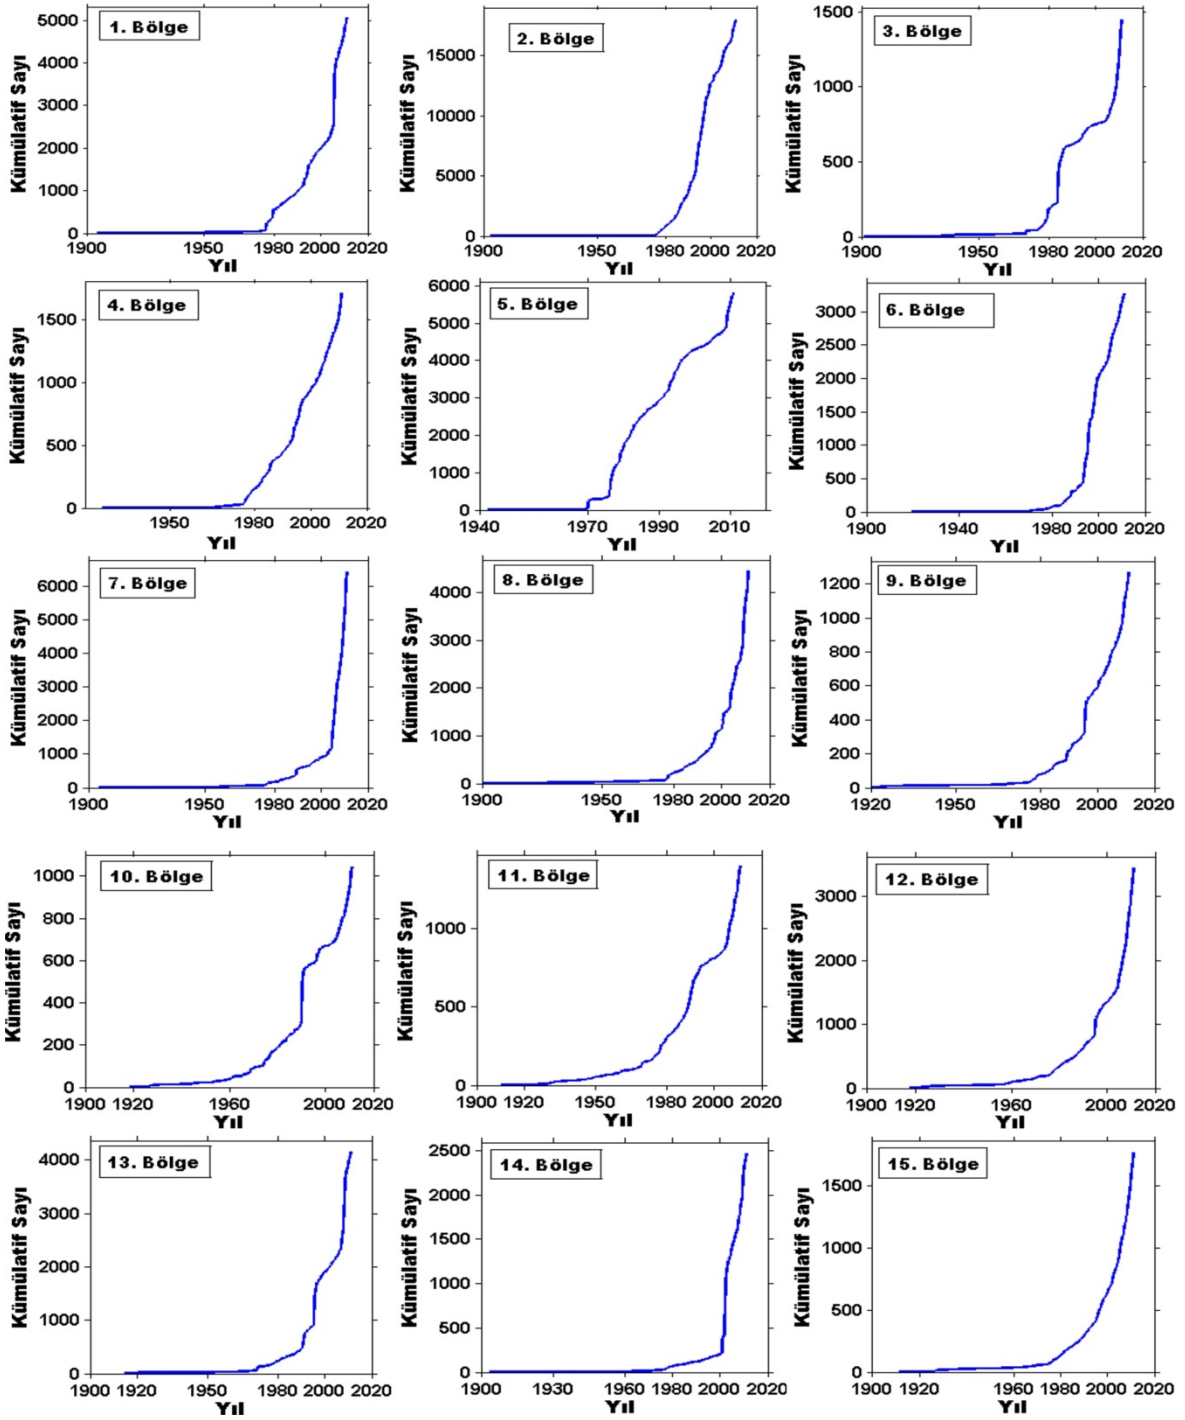 1. Bölge
Kümülatif Sayı
5000
4000
3000
2000
1000
0
1900 1950 1980 2000 2020
Yıl
2. Bölge
Kümülatif Sayı
15000
10000
5000
0
1900 1950 1980 2000 2020
Yıl
3. Bölge
Kümülatif Sayı
1500
1000
500
0
1900 1950 1980 2000 2020
Yıl
4. Bölge
Kümülatif Sayı
1500
1000
500
0
1950 1980 2000 2020
Yıl
5. Bölge
Kümülatif Sayı
6000
5000
4000
3000
2000
1000
0
1940 1970 1990 2010
Yıl
6. Bölge
Kümülatif Sayı
3000
2500
2000
1500
1000
500
0
1900 1940 1980 2000 2020
Yıl
7. Bölge
Kümülatif Sayı
6000
5000
4000
3000
2000
1000
0
1900 1950 1980 2000 2020
Yıl
8. Bölge
Kümülatif Sayı
4000
3000
2000
1000
0
1900 1950 1980 2000 2020
Yıl
9. Bölge
Kümülatif Sayı
1200
1000
800
600
400
200
0
1920 1950 1980 2000 2020
Yıl
10. Bölge
Kümülatif Sayı
1000
800
600
400
200
0
1900 1920 1960 2000 2020
Yıl
11. Bölge
Kümülatif Sayı
1000
500
0
1900 1920 1950 1980 2000 2020
Yıl
12. Bölge
Kümülatif Sayı
3000
2000
1000
0
1900 1920 1960 2000 2020
Yıl
13. Bölge
Kümülatif Sayı
4000
3000
2000
1000
0
1900 1920 1950 1980 2000 2020
Yıl
14. Bölge
Kümülatif Sayı
2500
2000
1500
1000
500
0
1900 1930 1960 1980 2000 2020
Yıl
15. Bölge
Kümülatif Sayı
1500
1000
500
0
1900 1920 1960 1980 2000 2020
Yıl